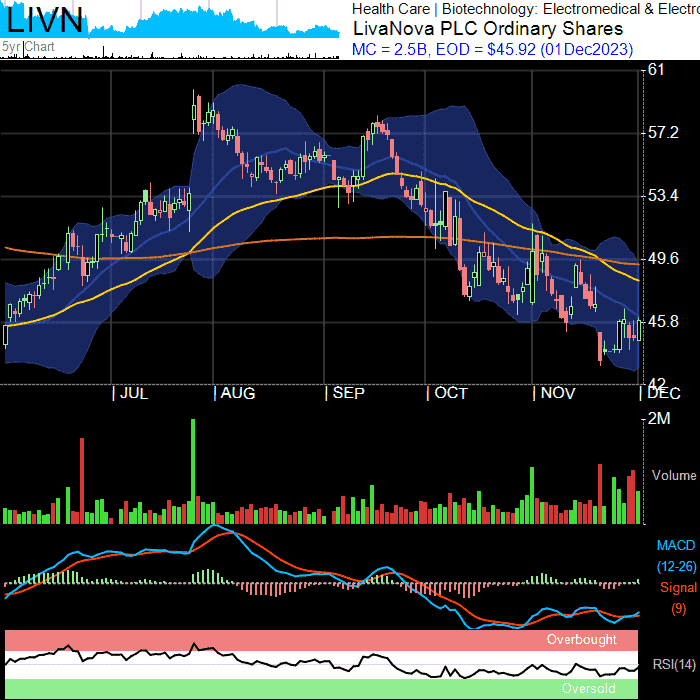 LIVN
5yr Chart
Health Care | Biotechnology: Electromedical & Electro
LivaNova PLC Ordinary Shares
MC = 2.5B, EOD = $45.92 (01Dec2023)
61
57.2
53.4
49.6
45.8
42
| JUL | AUG | SEP | OCT | NOV | DEC
2M
Volume
MACD
(12-26)
Signal
(9)
Overbought
RSI(14)
Oversold